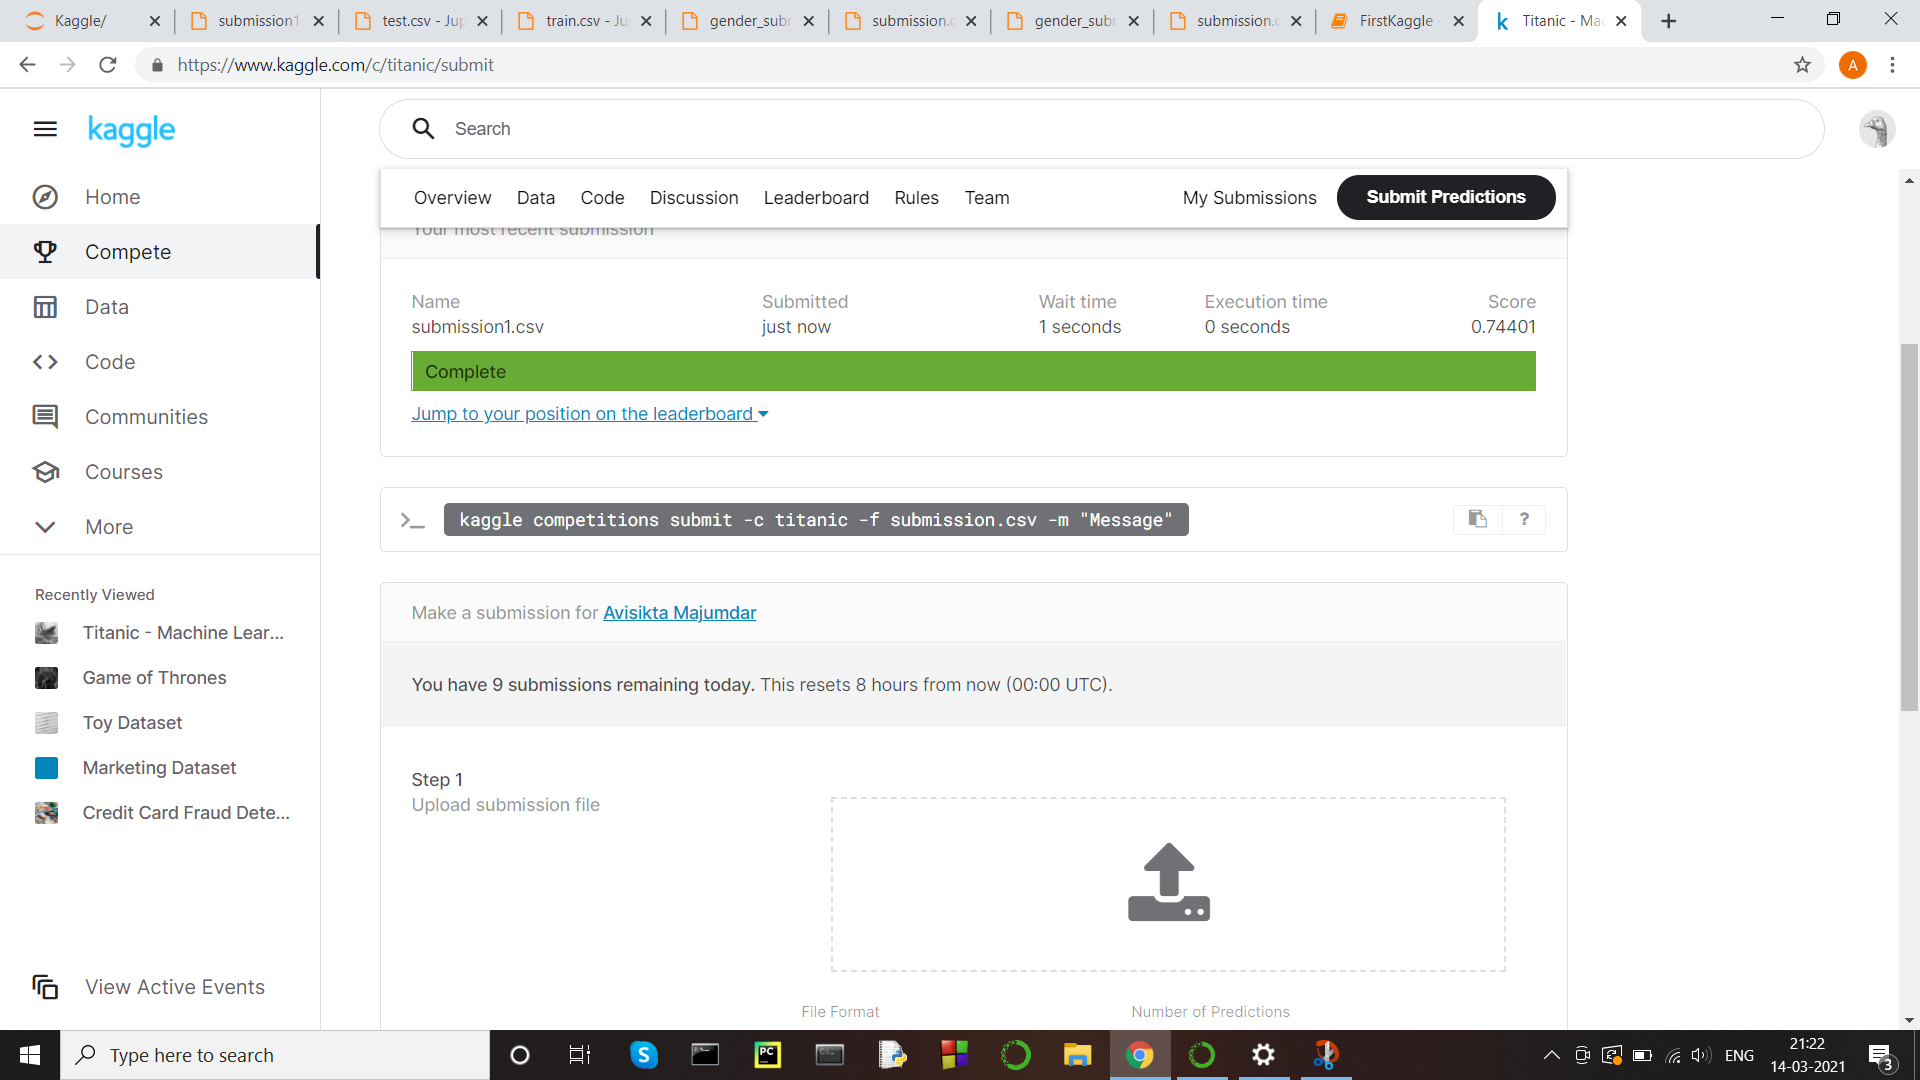 Kaggle/
submission1
test.csv - Jup
train.csv - Ju
gender_subm
submission.c
gender_subm
submission.c
FirstKaggle -
Titanic - Mac
https://www.kaggle.com/c/titanic/submit
A
kaggle
Search
Home
Compete
Data
Code
Communities
Courses
More
Recently Viewed
Titanic - Machine Lear...
Game of Thrones
Toy Dataset
Marketing Dataset
Credit Card Fraud Dete...
View Active Events
Overview Data Code Discussion Leaderboard Rules Team My Submissions Submit Predictions
Your most recent submission
Name Submitted Wait time Execution time Score
submission1.csv just now 1 seconds 0 seconds 0.74401
Complete
Jump to your position on the leaderboard
kaggle competitions submit -c titanic -f submission.csv -m "Message"
?
Make a submission for Avisikta Majumdar
You have 9 submissions remaining today. This resets 8 hours from now (00:00 UTC).
Step 1
Upload submission file
File Format Number of Predictions
Type here to search
PC
ENG
21:22
14-03-2021
3